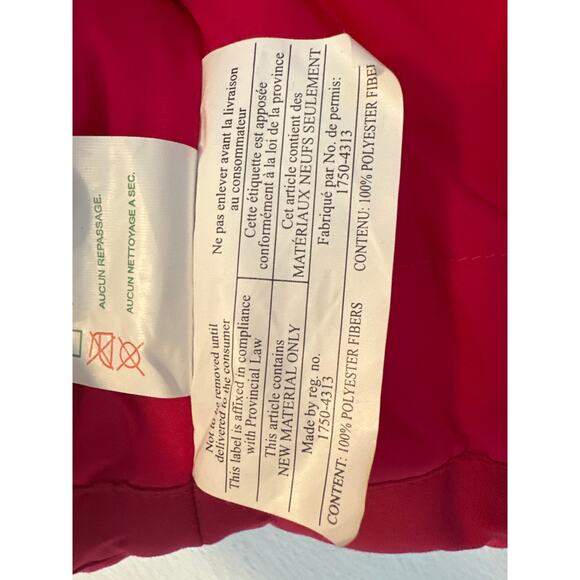 AUCUN REPASSAGE.
AUCUN NETTOYAGE A SEC.
Ne pas enlever avant la livraison
au consommateur
Cette étiquette est apposée
conformément à la loi de la province
Cet article contient des
MATÉRIAUX NEUFS SEULEMENT
Fabriqué par No. de permis:
1750-4313
CONTENU: 100% POLYESTER FIBER
Not to be removed until
delivered to the consumer
This label is affixed in compliance
with Provincial Law
This article contains
NEW MATERIAL ONLY
Made by reg. no.
1750-4313
CONTENT: 100% POLYESTER FIBERS